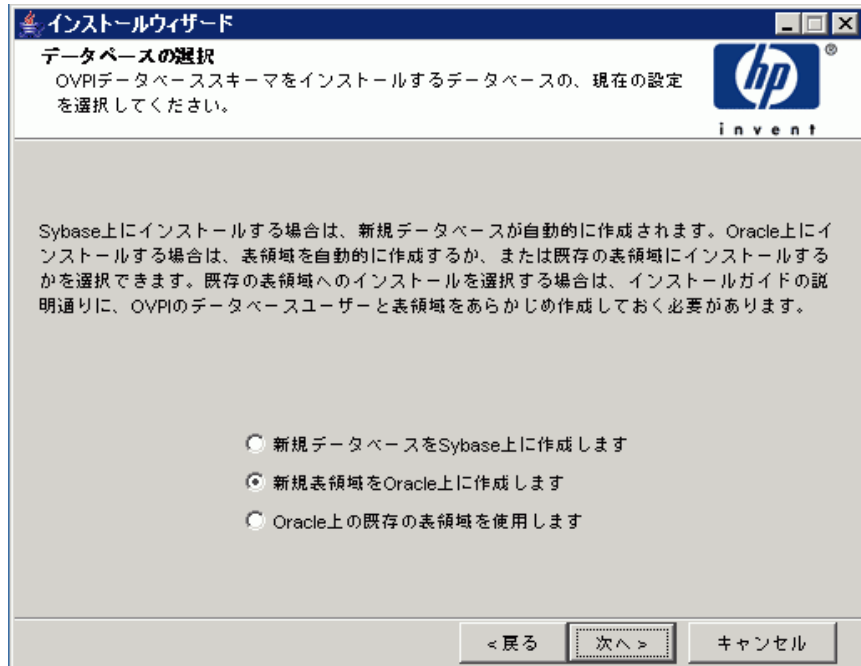 インストールウィザード
データベースの選択
OVPIデータベーススキーマをインストールするデータベースの、現在の設定
を選択してください。
hp
®
invent
Sybase上にインストールする場合は、新規データベースが自動的に作成されます。Oracle上にイ
ンストールする場合は、表領域を自動的に作成するか、または既存の表領域にインストールする
かを選択できます。既存の表領域へのインストールを選択する場合は、インストールガイドの説
明通りに、OVPIのデータベースユーザーと表領域をあらかじめ作成しておく必要があります。
新規データベースをSybase上に作成します
新規表領域をOracle上に作成します
Oracle上の既存の表領域を使用します
<戻る
次へ>
キャンセル